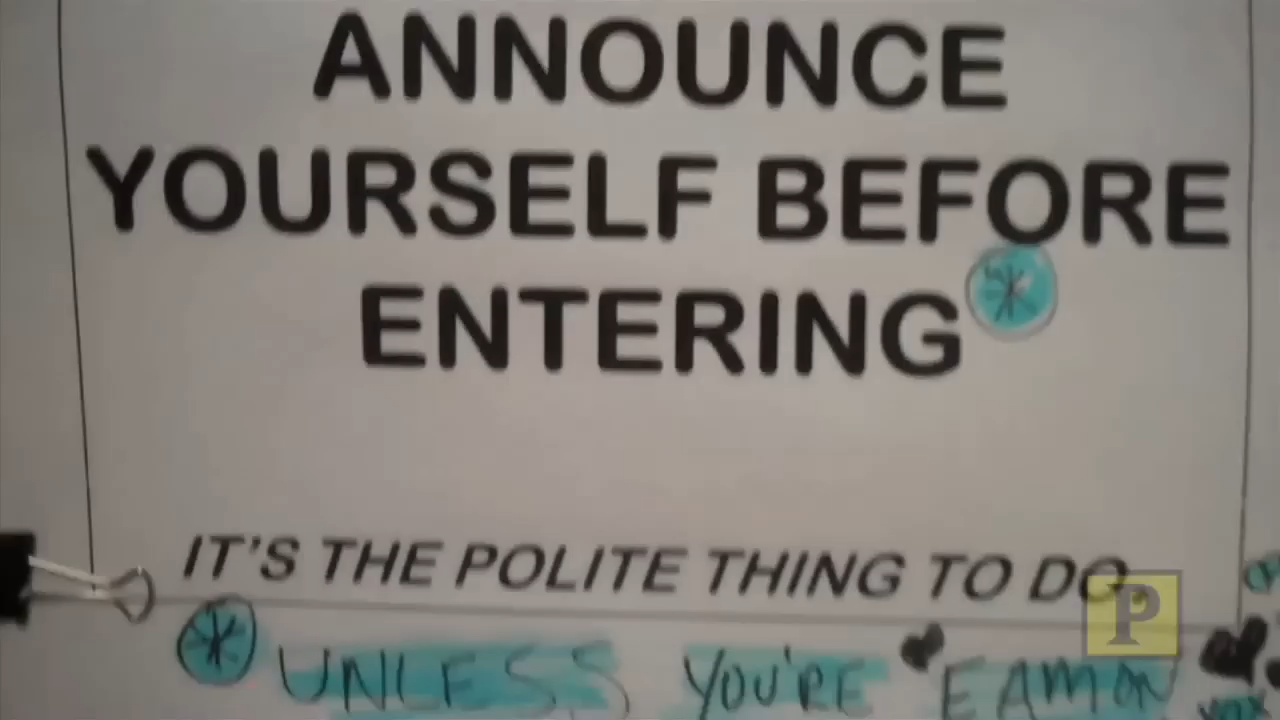 ANNOUNCE
YOURSELF BEFORE
ENTERING*
IT'S THE POLITE THING TO DO.
* UNLESS YOU'RE EAMON
P